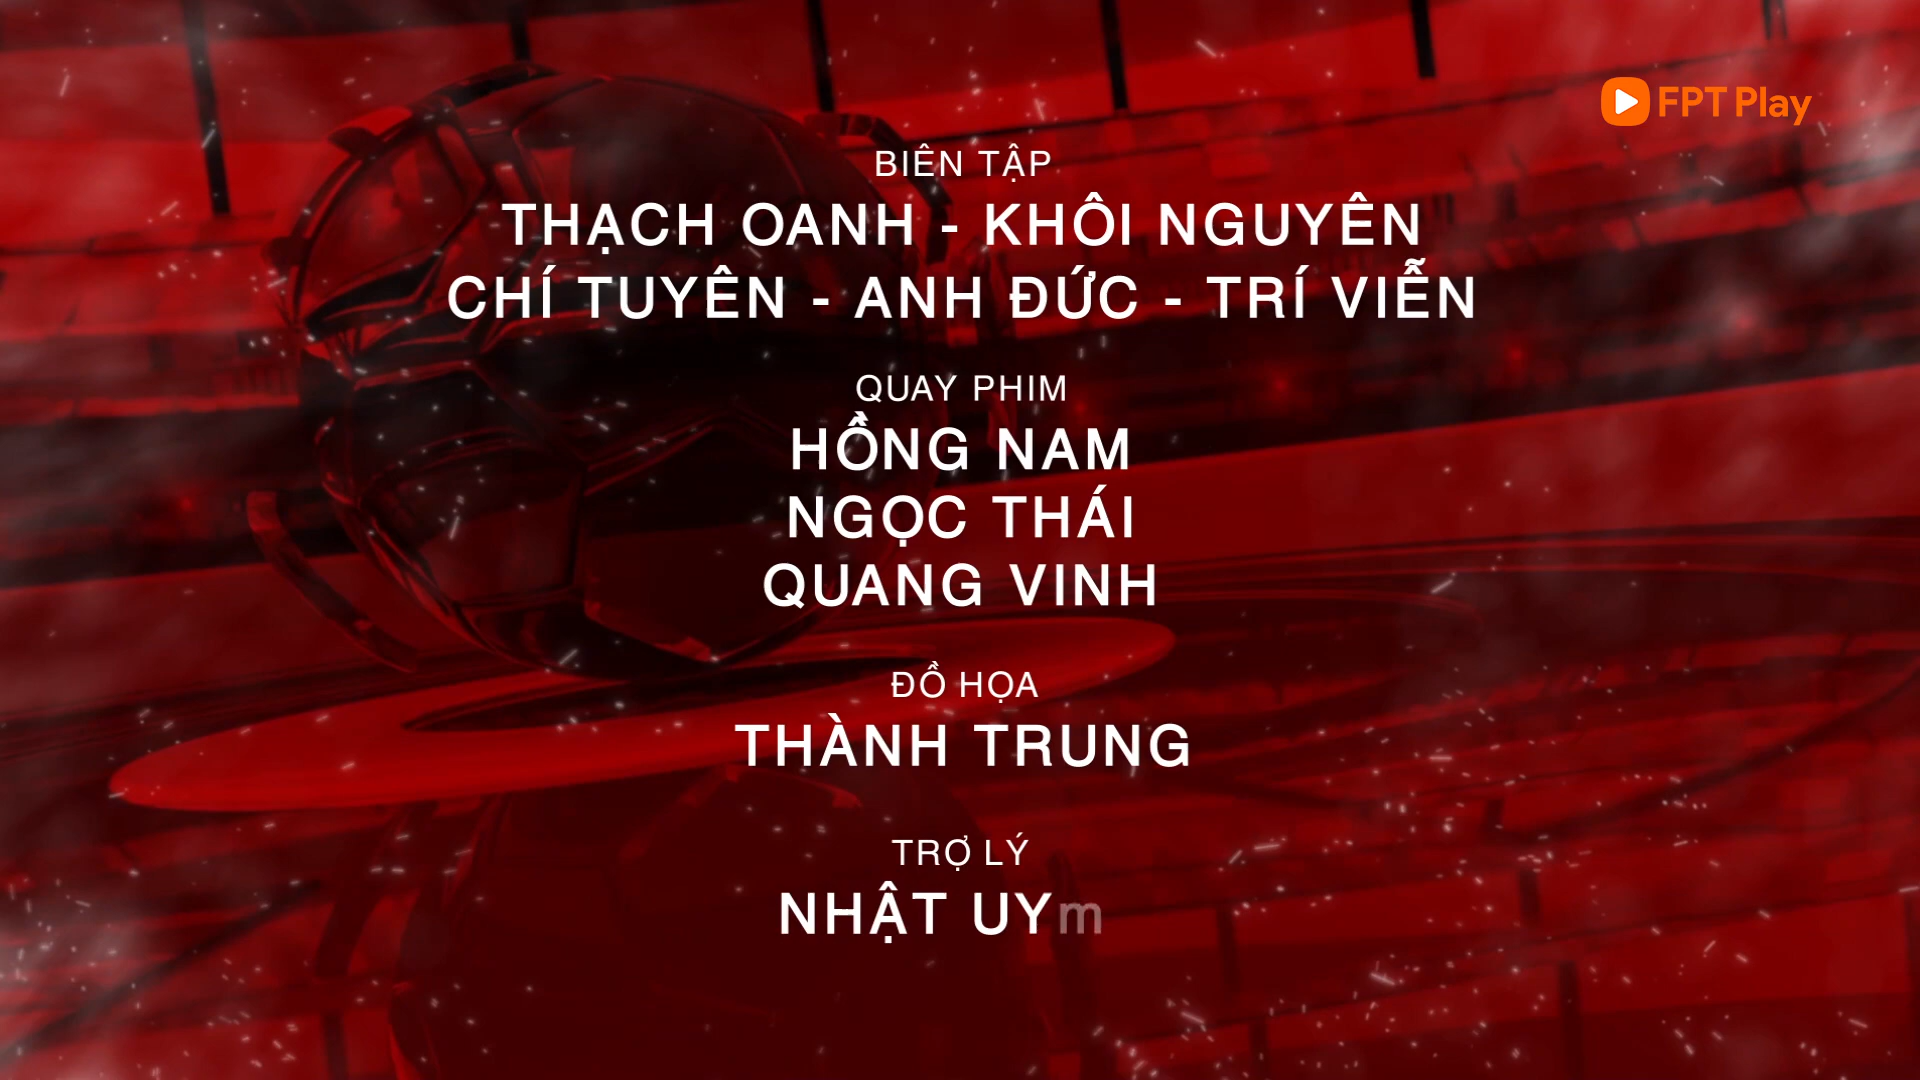 FPT Play
BIÊN TẬP
THẠCH OANH - KHÔI NGUYÊN
CHÍ TUYÊN - ANH ĐỨC - TRÍ VIỄN
QUAY PHIM
HỒNG NAM
NGỌC THÁI
QUANG VINH
ĐỒ HỌA
THÀNH TRUNG
TRỢ LÝ
NHẬT UYm